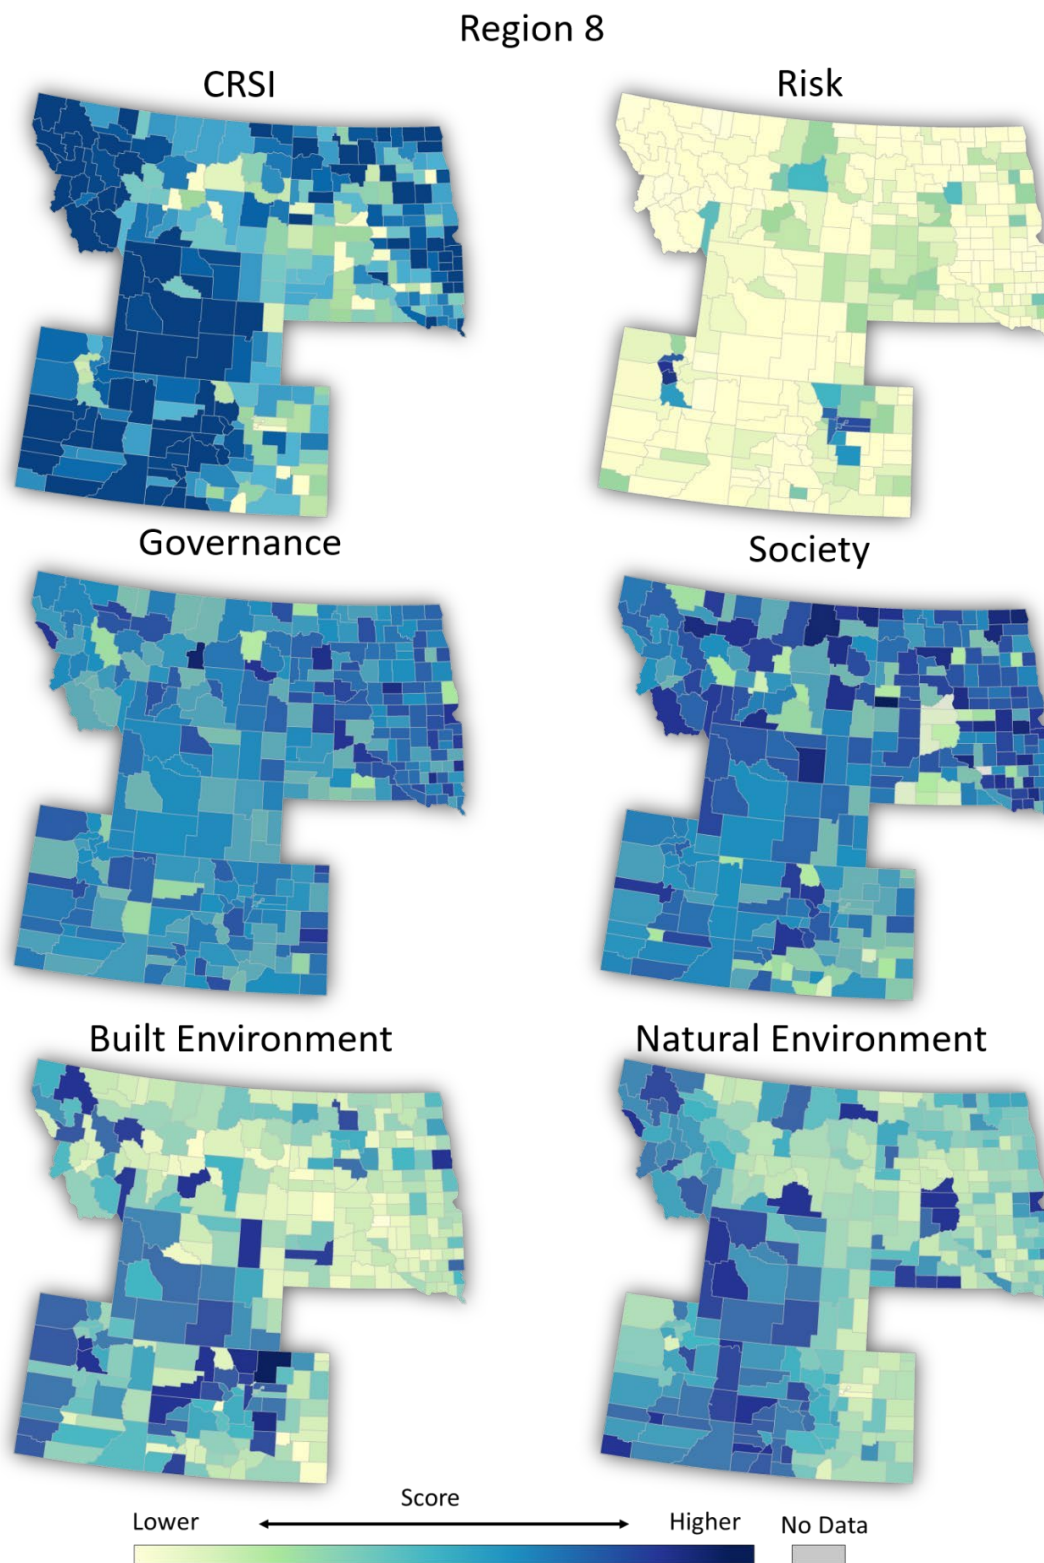 Region 8
CRSI
Risk
Governance
Society
Built Environment
Natural Environment
Score
Lower
Higher
No Data